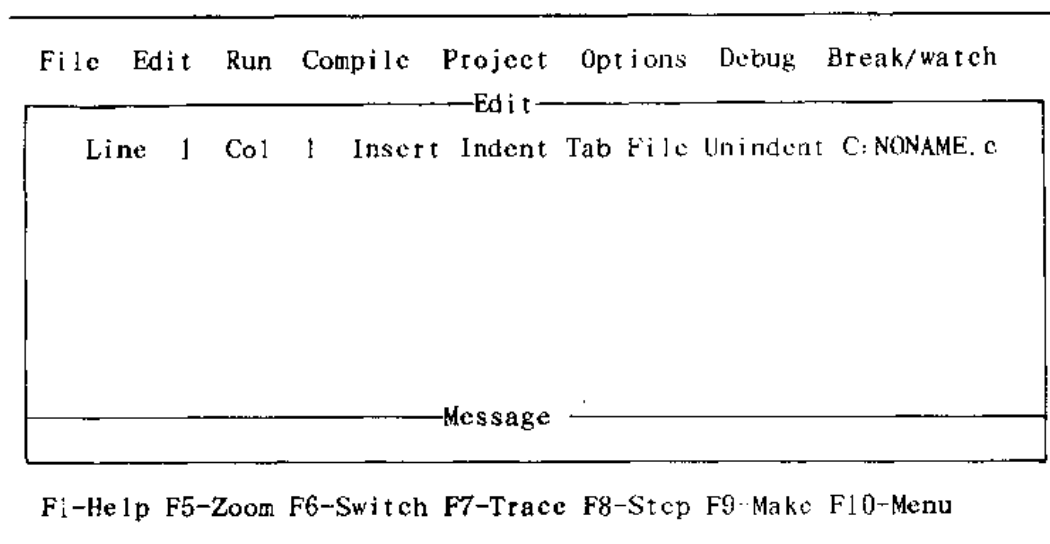 File Edit Run Compile Project Options Debug Break/watch
Edit
Line 1 Col 1 Insert Indent Tab File Unindent C:NONAME.c
Message
F1-Help F5-Zoom F6-Switch F7-Trace F8-Step F9-Make F10-Menu